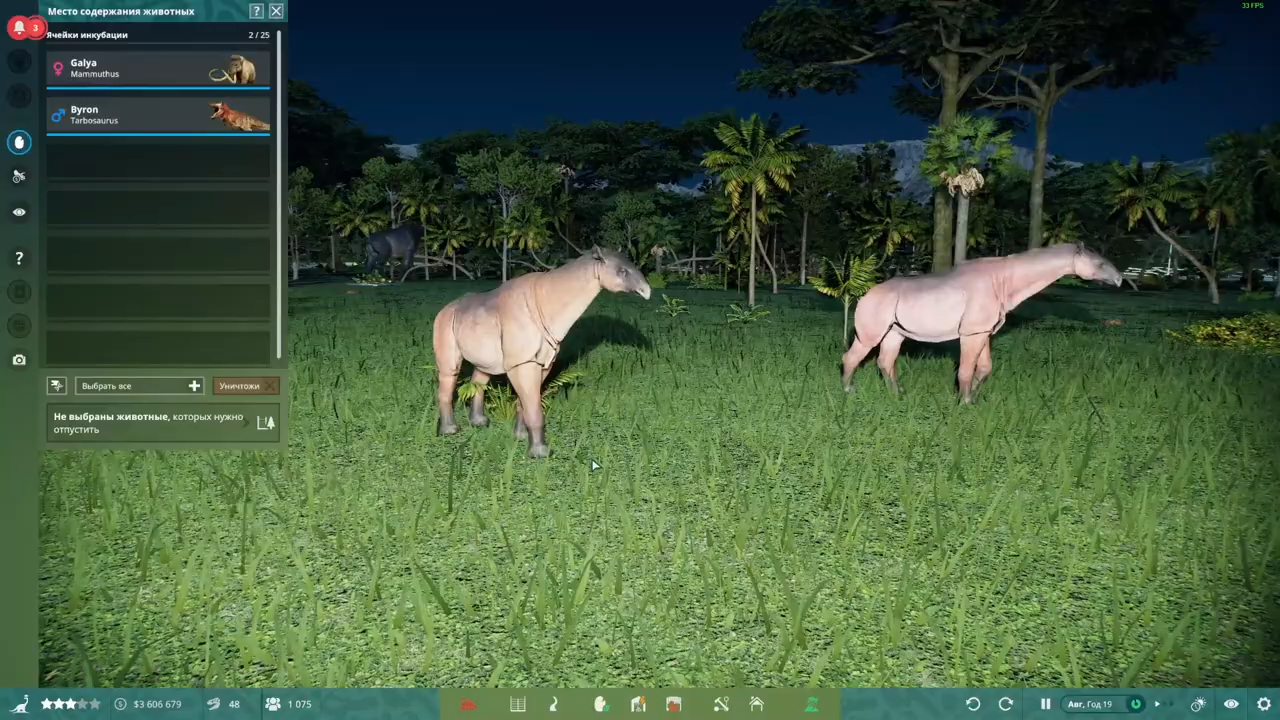 33 FPS
Место содержания животных
?
3
Ячейки инкубации 2 / 25
Galya
Mammuthus
Byron
Tarbosaurus
?
Выбрать все
Уничтожи
Не выбраны животные, которых нужно
отпустить
$3 606 679 48 1 075 Авг, Год 19